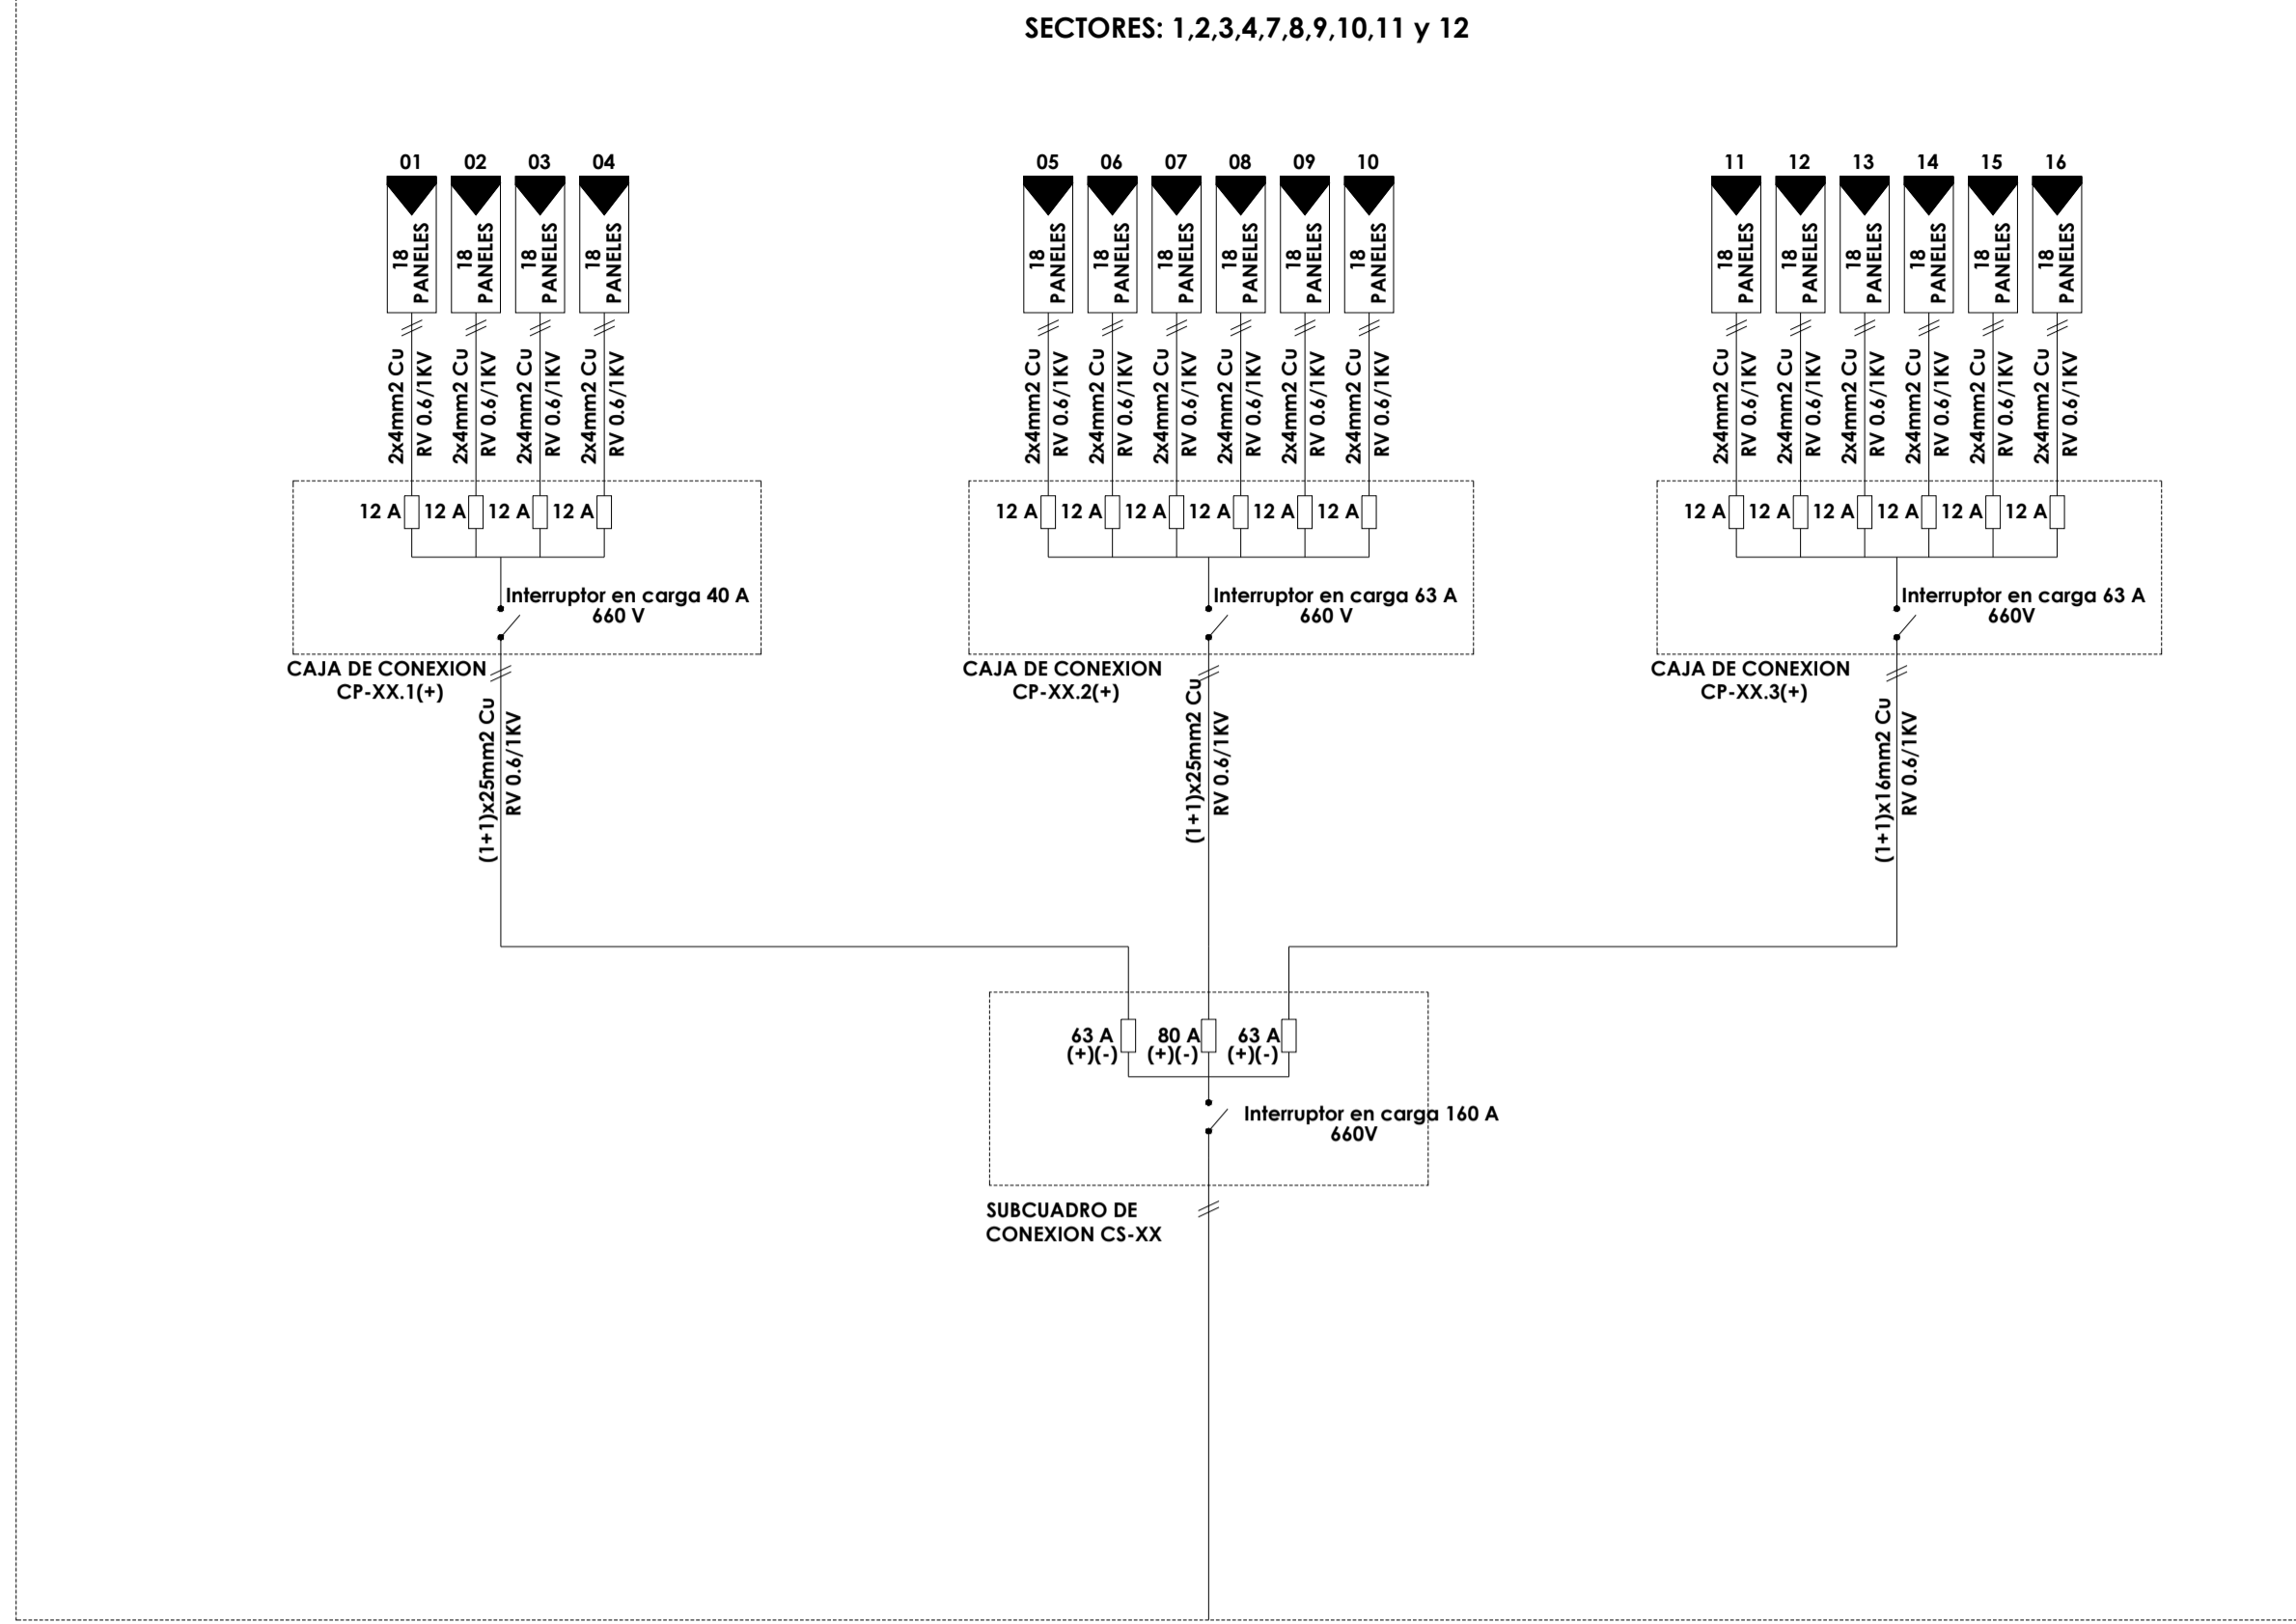 SECTORES: 1,2,3,4,7,8,9,10,11 y 12
01 02 03 04
18 PANELES
18 PANELES
18 PANELES
18 PANELES
2x4mm2 Cu
RV 0.6/1KV
2x4mm2 Cu
RV 0.6/1KV
2x4mm2 Cu
RV 0.6/1KV
2x4mm2 Cu
RV 0.6/1KV
12 A 12 A 12 A 12 A
Interruptor en carga 40 A
660 V
CAJA DE CONEXION
CP-XX.1(+)
(1+1)x25mm2 Cu
RV 0.6/1KV
05 06 07 08 09 10
18 PANELES
18 PANELES
18 PANELES
18 PANELES
18 PANELES
18 PANELES
2x4mm2 Cu
RV 0.6/1KV
2x4mm2 Cu
RV 0.6/1KV
2x4mm2 Cu
RV 0.6/1KV
2x4mm2 Cu
RV 0.6/1KV
2x4mm2 Cu
RV 0.6/1KV
2x4mm2 Cu
RV 0.6/1KV
12 A 12 A 12 A 12 A 12 A 12 A
Interruptor en carga 63 A
660 V
CAJA DE CONEXION
CP-XX.2(+)
(1+1)x25mm2 Cu
RV 0.6/1KV
11 12 13 14 15 16
18 PANELES
18 PANELES
18 PANELES
18 PANELES
18 PANELES
18 PANELES
2x4mm2 Cu
RV 0.6/1KV
2x4mm2 Cu
RV 0.6/1KV
2x4mm2 Cu
RV 0.6/1KV
2x4mm2 Cu
RV 0.6/1KV
2x4mm2 Cu
RV 0.6/1KV
2x4mm2 Cu
RV 0.6/1KV
12 A 12 A 12 A 12 A 12 A 12 A
Interruptor en carga 63 A
660V
CAJA DE CONEXION
CP-XX.3(+)
(1+1)x16mm2 Cu
RV 0.6/1KV
63 A 80 A 63 A
(+)(-) (+)(-) (+)(-)
Interruptor en carga 160 A
660V
SUBCUADRO DE
CONEXION CS-XX